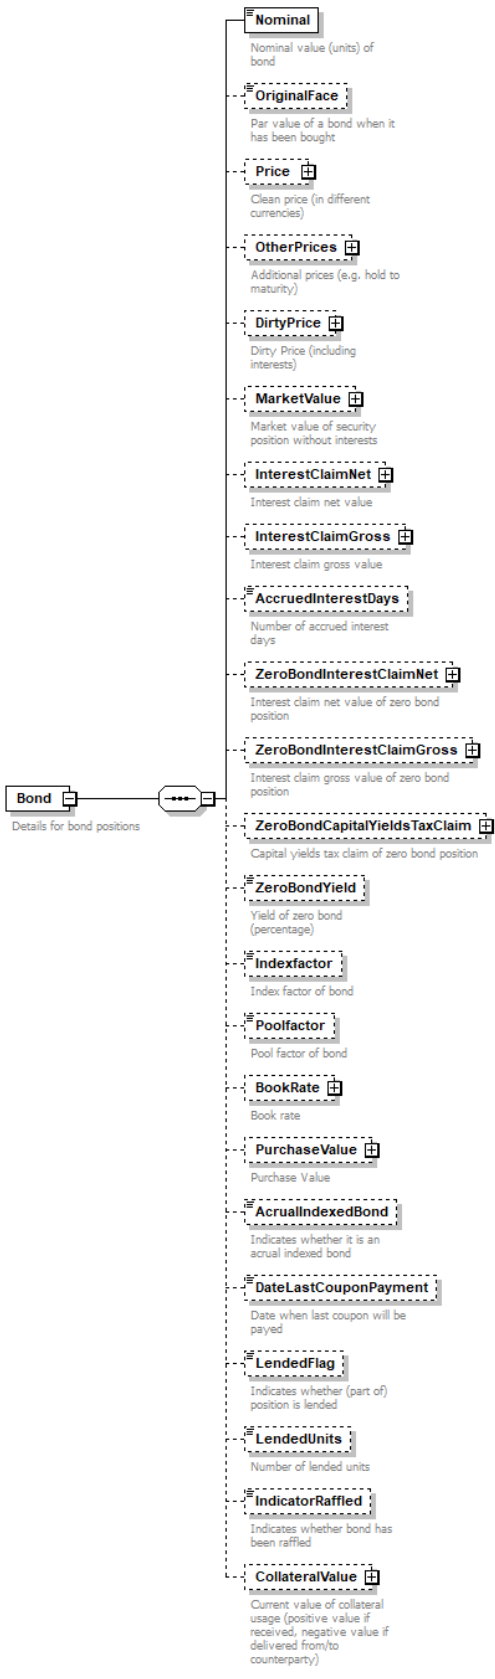 Nominal
Nominal value (units) of
bond
OriginalFace
Par value of a bond when it
has been bought
Price
Clean price (in different
currencies)
OtherPrices
Additional prices (e.g. hold to
maturity)
DirtyPrice
Dirty Price (including
interests)
MarketValue
Market value of security
position without interests
InterestClaimNet
Interest claim net value
InterestClaimGross
Interest claim gross value
AccruedInterestDays
Number of accrued interest
days
ZeroBondInterestClaimNet
Interest claim net value of zero bond
position
ZeroBondInterestClaimGross
Interest claim gross value of zero bond
position
Bond
Details for bond positions
ZeroBondCapitalYieldsTaxClaim
Capital yields tax claim of zero bond position
ZeroBondYield
Yield of zero bond
(percentage)
Indexfactor
Index factor of bond
Poolfactor
Pool factor of bond
BookRate
Book rate
PurchaseValue
Purchase Value
AcrualIndexedBond
Indicates whether it is an
acrual indexed bond
DateLastCouponPayment
Date when last coupon will be
payed
LendedFlag
Indicates whether (part of)
position is lended
LendedUnits
Number of lended units
IndicatorRaffled
Indicates whether bond has
been raffled
CollateralValue
Current value of collateral
usage (positive value if
received, negative value if
delivered from/to
counterparty)